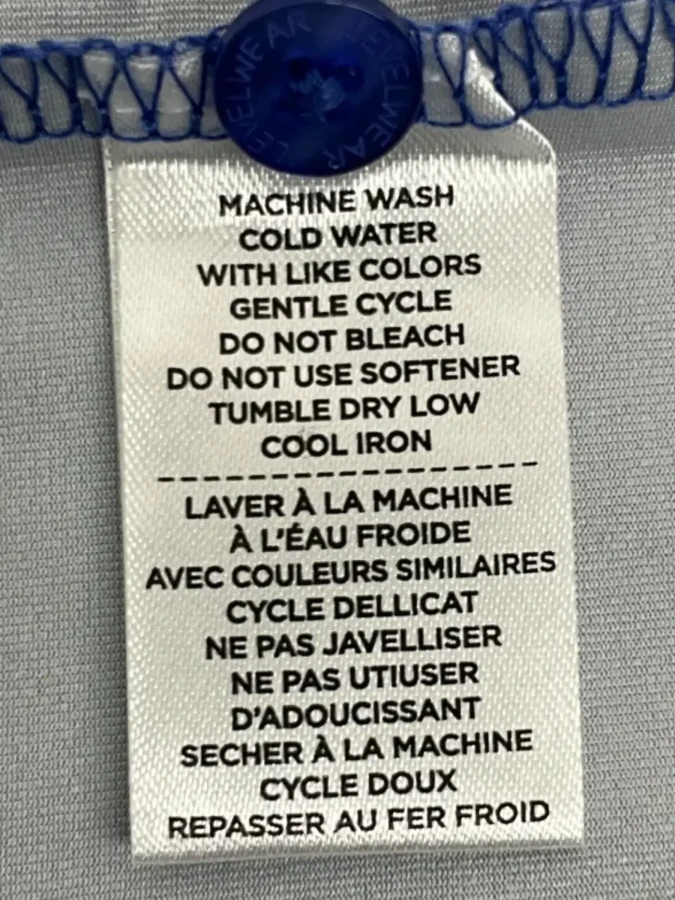 LEVELWEAR LEVELWEAR
MACHINE WASH
COLD WATER
WITH LIKE COLORS
GENTLE CYCLE
DO NOT BLEACH
DO NOT USE SOFTENER
TUMBLE DRY LOW
COOL IRON
LAVER À LA MACHINE
À L'ÉAU FROIDE
AVEC COULEURS SIMILAIRES
CYCLE DELLICAT
NE PAS JAVELLISER
NE PAS UTIUSER
D'ADOUCISSANT
SECHER À LA MACHINE
CYCLE DOUX
REPASSER AU FER FROID